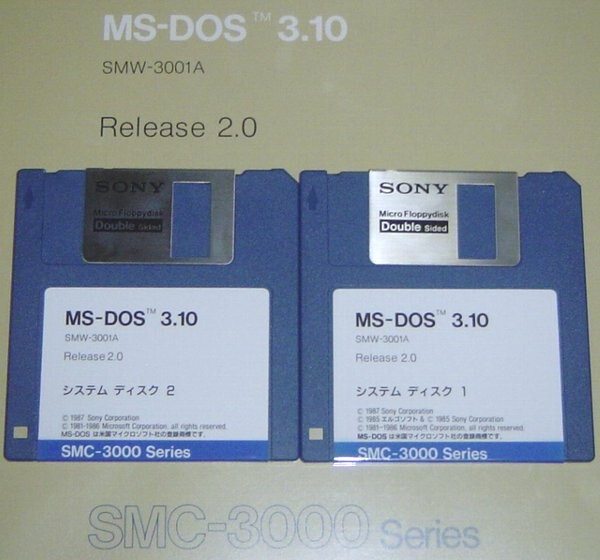 MS-DOS™ 3.10
SMW-3001A
Release 2.0
SONY
Micro Floppydisk
Double Sided
MS-DOS™ 3.10
SMW-3001A
Release 2.0
システム ディスク 2
© 1987 Sony Corporation
© 1981-1986 Microsoft Corporation, all rights reserved.
MS-DOS は米国マイクロソフト社の登録商標です。
SMC-3000 Series
SONY
Micro Floppydisk
Double Sided
MS-DOS™ 3.10
SMW-3001A
Release 2.0
システム ディスク 1
© 1987 Sony Corporation
© 1985 エルゴソフト & © 1985 Sony Corporation
© 1981-1986 Microsoft Corporation, all rights reserved.
MS-DOS は米国マイクロソフト社の登録商標です。
SMC-3000 Series
SMC-3000 Series